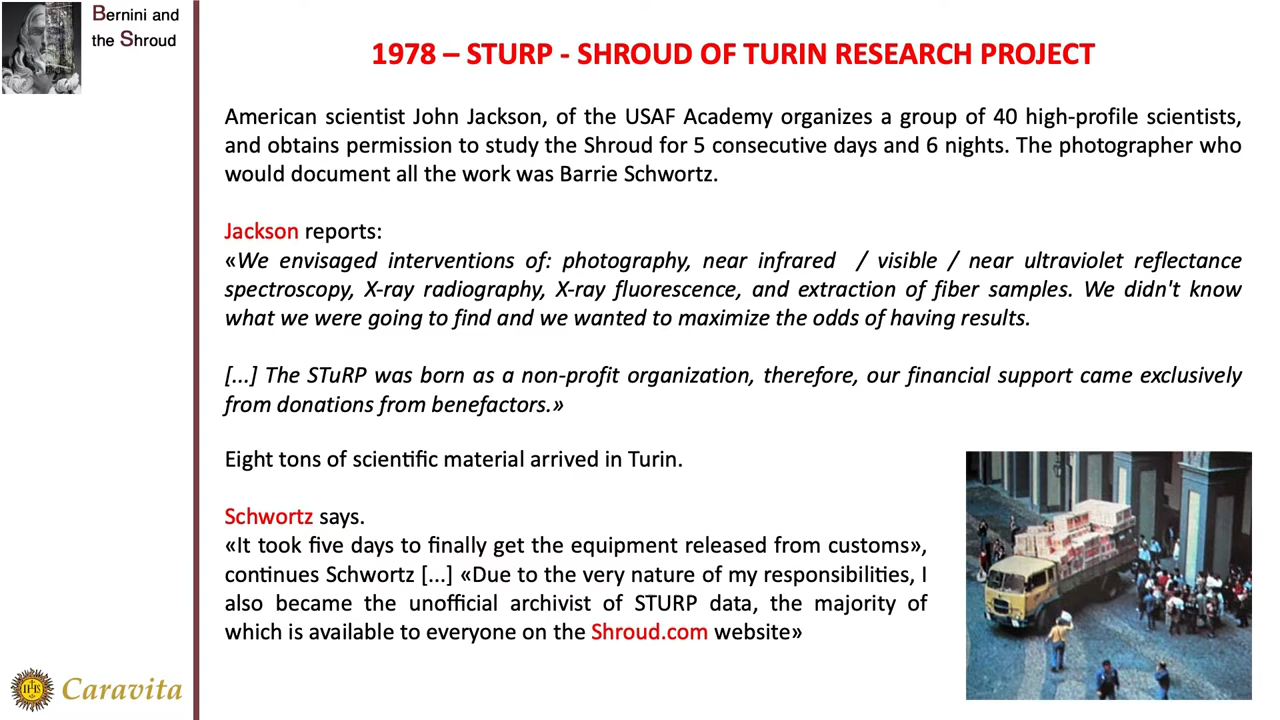 Bernini and
the Shroud
1978 – STURP - SHROUD OF TURIN RESEARCH PROJECT
American scientist John Jackson, of the USAF Academy organizes a group of 40 high-profile scientists,
and obtains permission to study the Shroud for 5 consecutive days and 6 nights. The photographer who
would document all the work was Barrie Schwortz.
Jackson reports:
«We envisaged interventions of: photography, near infrared / visible / near ultraviolet reflectance
spectroscopy, X-ray radiography, X-ray fluorescence, and extraction of fiber samples. We didn't know
what we were going to find and we wanted to maximize the odds of having results.
[...] The STuRP was born as a non-profit organization, therefore, our financial support came exclusively
from donations from benefactors.»
Eight tons of scientific material arrived in Turin.
Schwortz says.
«It took five days to finally get the equipment released from customs»,
continues Schwortz [...] «Due to the very nature of my responsibilities, I
also became the unofficial archivist of STURP data, the majority of
which is available to everyone on the Shroud.com website»
IHS
Caravita